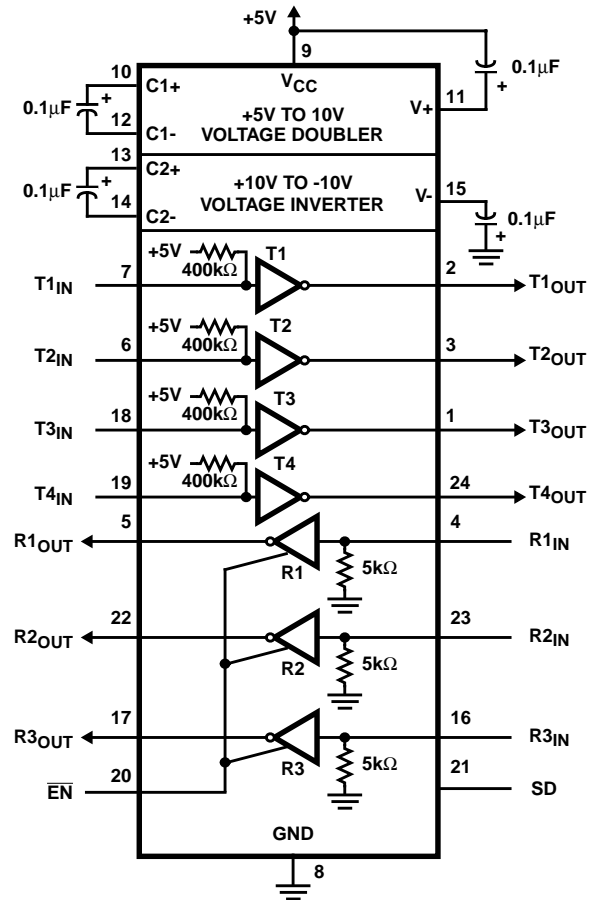 +5V
9
10
C1+
VCC
0.1µF
+
+5V TO 10V
VOLTAGE DOUBLER
V+
11
+
0.1µF
12
C1-
13
C2+
0.1µF
+
+10V TO -10V
VOLTAGE INVERTER
V-
15
14
C2-
0.1µF
+
+5V
400kΩ
T1
T1IN
7
2
T1OUT
+5V
400kΩ
T2
T2IN
6
3
T2OUT
+5V
400kΩ
T3
T3IN
18
1
T3OUT
+5V
400kΩ
T4
T4IN
19
24
T4OUT
R1OUT
5
4
R1IN
R1
5kΩ
R2OUT
22
23
R2IN
R2
5kΩ
R3OUT
17
16
R3IN
R3
5kΩ
EN
20
21
SD
GND
8